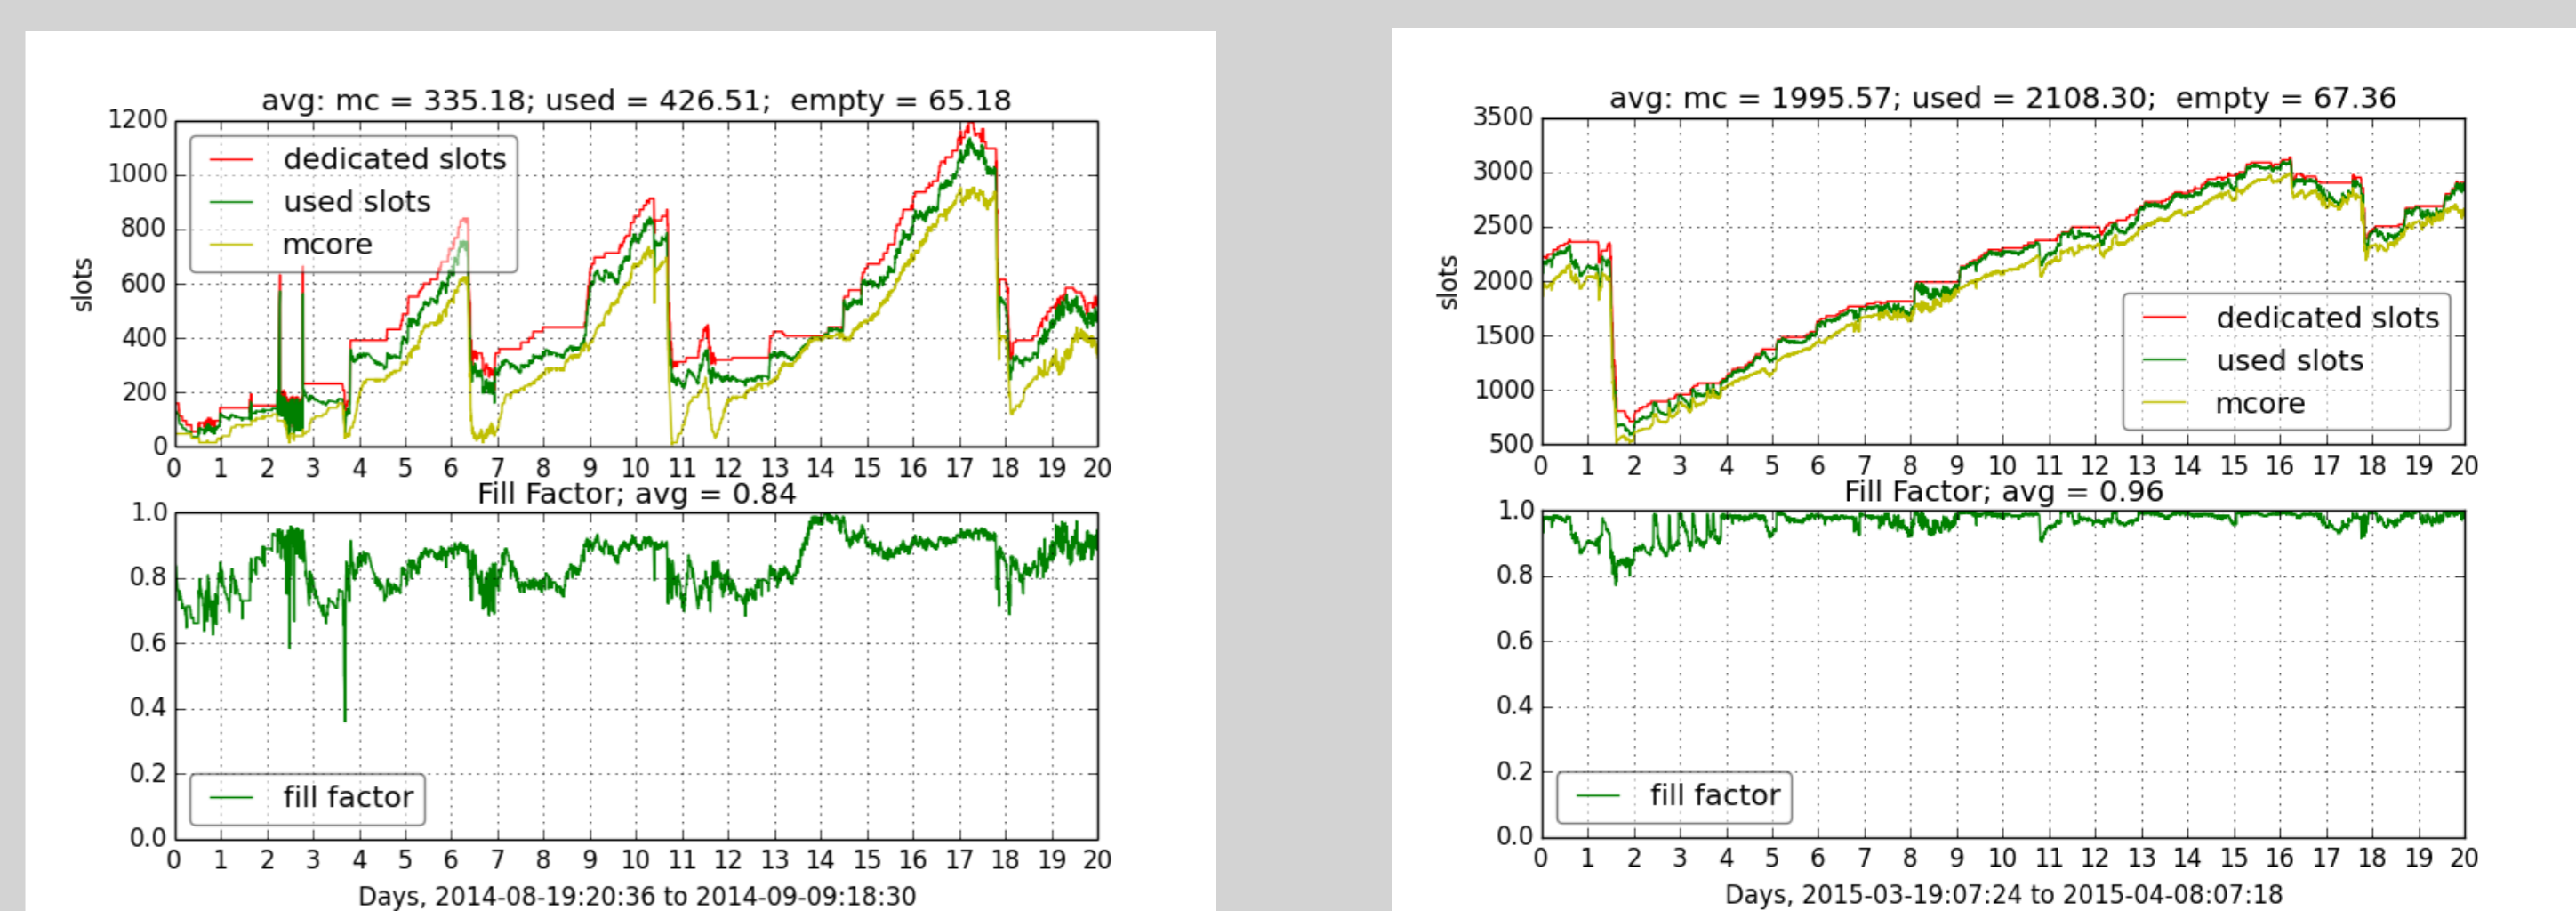 avg: mc = 335.18; used = 426.51;  empty = 65.18
1200
1000
800
600
400
200
0
slots
dedicated slots
used slots
mcore
0 1 2 3 4 5 6 7 8 9 10 11 12 13 14 15 16 17 18 19 20
Fill Factor; avg = 0.84
1.0
0.8
0.6
0.4
0.2
0.0
fill factor
0 1 2 3 4 5 6 7 8 9 10 11 12 13 14 15 16 17 18 19 20
Days, 2014-08-19:20:36 to 2014-09-09:18:30
avg: mc = 1995.57; used = 2108.30;  empty = 67.36
3500
3000
2500
2000
1500
1000
500
slots
dedicated slots
used slots
mcore
0 1 2 3 4 5 6 7 8 9 10 11 12 13 14 15 16 17 18 19 20
Fill Factor; avg = 0.96
1.0
0.8
0.6
0.4
0.2
0.0
fill factor
0 1 2 3 4 5 6 7 8 9 10 11 12 13 14 15 16 17 18 19 20
Days, 2015-03-19:07:24 to 2015-04-08:07:18